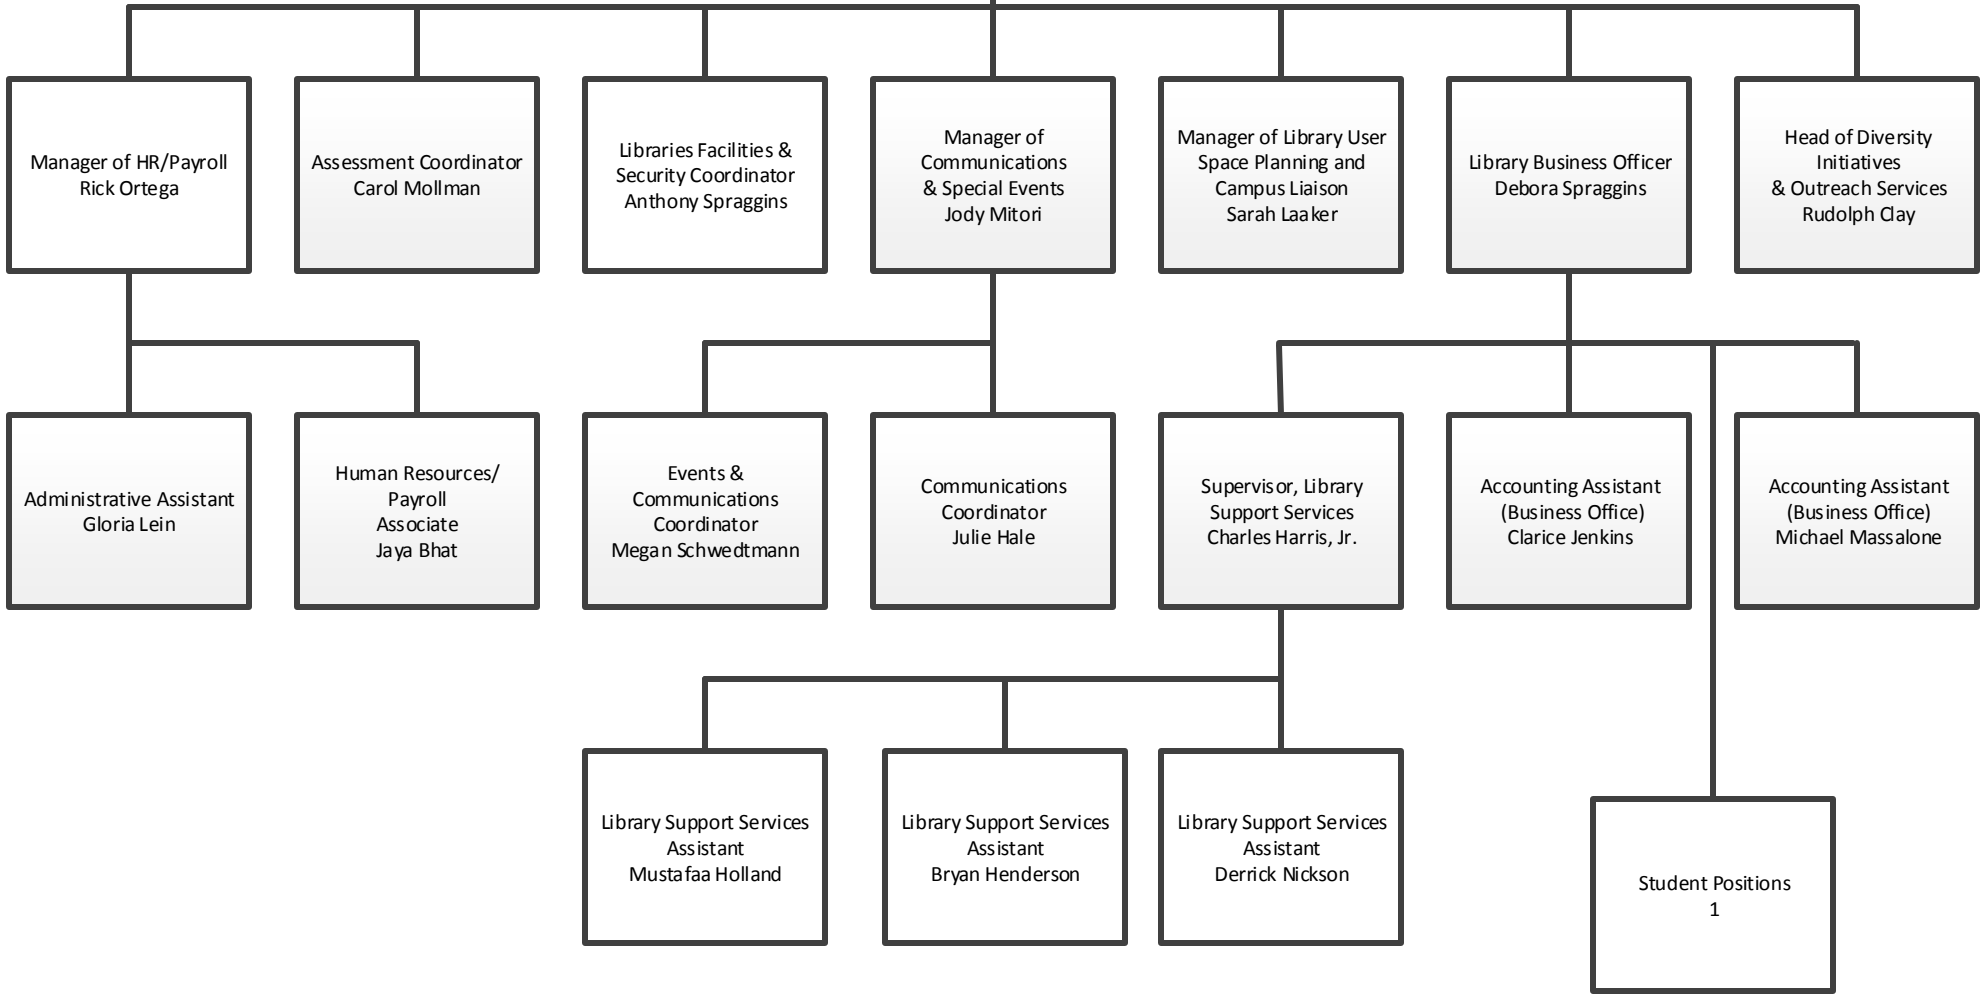 Manager of HR/Payroll
Rick Ortega
Assessment Coordinator
Carol Mollman
Libraries Facilities &
Security Coordinator
Anthony Spraggins
Manager of
Communications
& Special Events
Jody Mitori
Manager of Library User
Space Planning and
Campus Liaison
Sarah Laaker
Library Business Officer
Debora Spraggins
Head of Diversity
Initiatives
& Outreach Services
Rudolph Clay
Administrative Assistant
Gloria Lein
Human Resources/
Payroll
Associate
Jaya Bhat
Events &
Communications
Coordinator
Megan Schwedtmann
Communications
Coordinator
Julie Hale
Supervisor, Library
Support Services
Charles Harris, Jr.
Accounting Assistant
(Business Office)
Clarice Jenkins
Accounting Assistant
(Business Office)
Michael Massalone
Library Support Services
Assistant
Mustafaa Holland
Library Support Services
Assistant
Bryan Henderson
Library Support Services
Assistant
Derrick Nickson
Student Positions
1